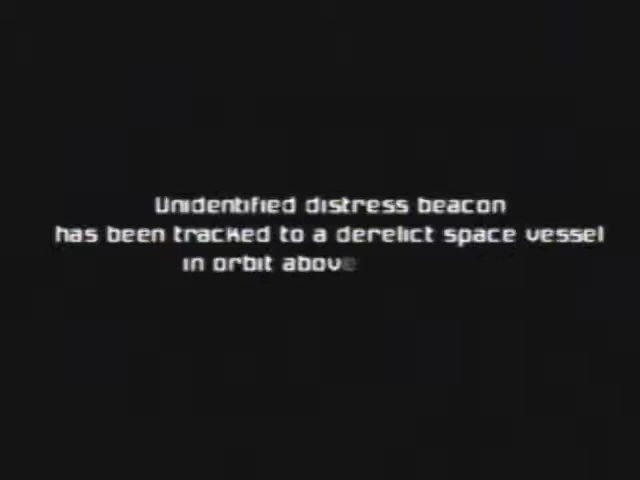 Unidentified distress beacon
has been tracked to a derelict space vessel
in orbit above